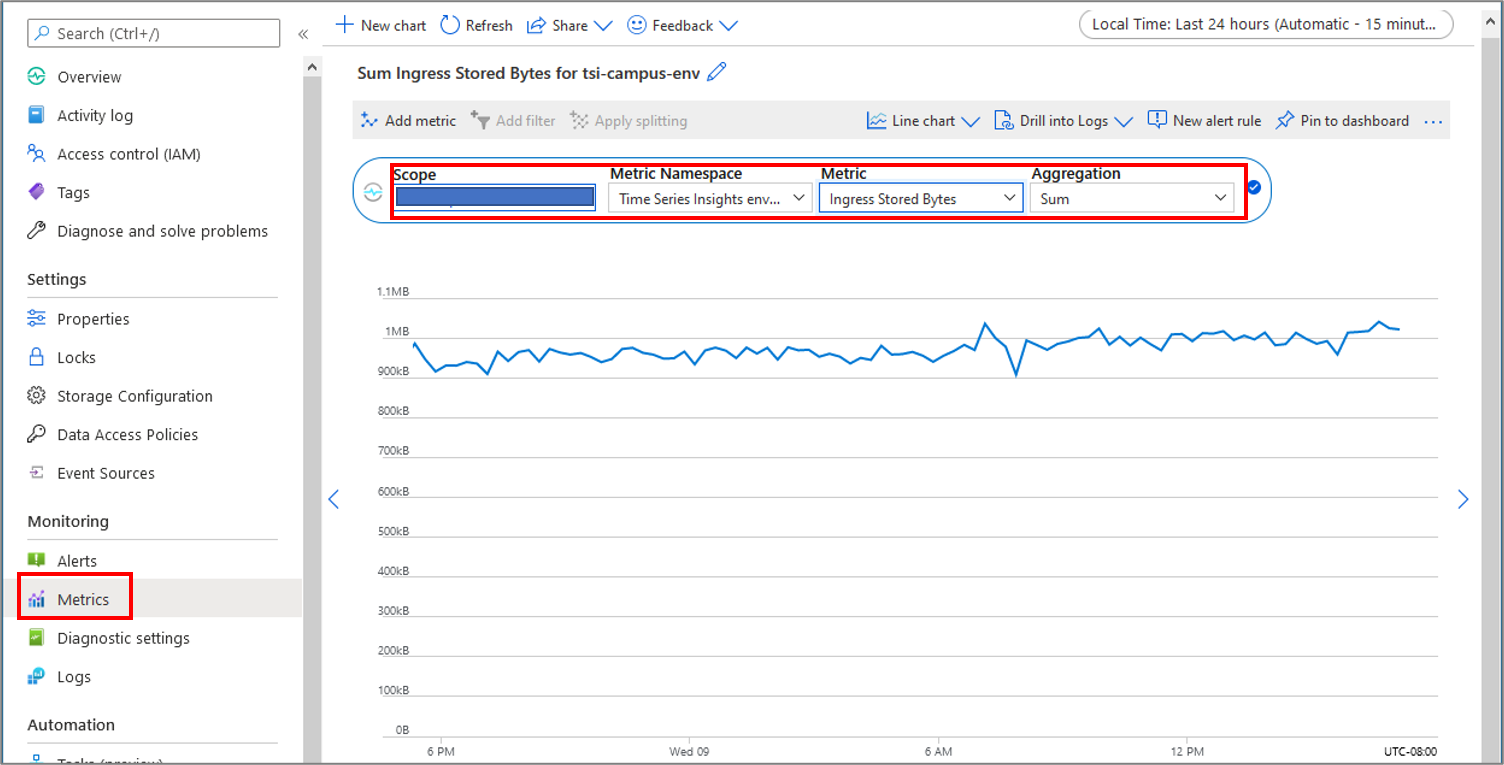 Search (Ctrl+/)
«
Overview
Activity log
Access control (IAM)
Tags
Diagnose and solve problems
Settings
Properties
Locks
Storage Configuration
Data Access Policies
Event Sources
Monitoring
Alerts
Metrics
Diagnostic settings
Logs
Automation
Tasks (preview)
New chart Refresh Share Feedback Local Time: Last 24 hours (Automatic - 15 minut...
Sum Ingress Stored Bytes for tsi-campus-env
Add metric Add filter Apply splitting Line chart Drill into Logs New alert rule Pin to dashboard ...
Scope Metric Namespace Metric Aggregation
Time Series Insights env... Ingress Stored Bytes Sum
1.1MB
1MB
900kB
800kB
700kB
600kB
500kB
400kB
300kB
200kB
100kB
0B
6 PM Wed 09 6 AM 12 PM UTC-08:00